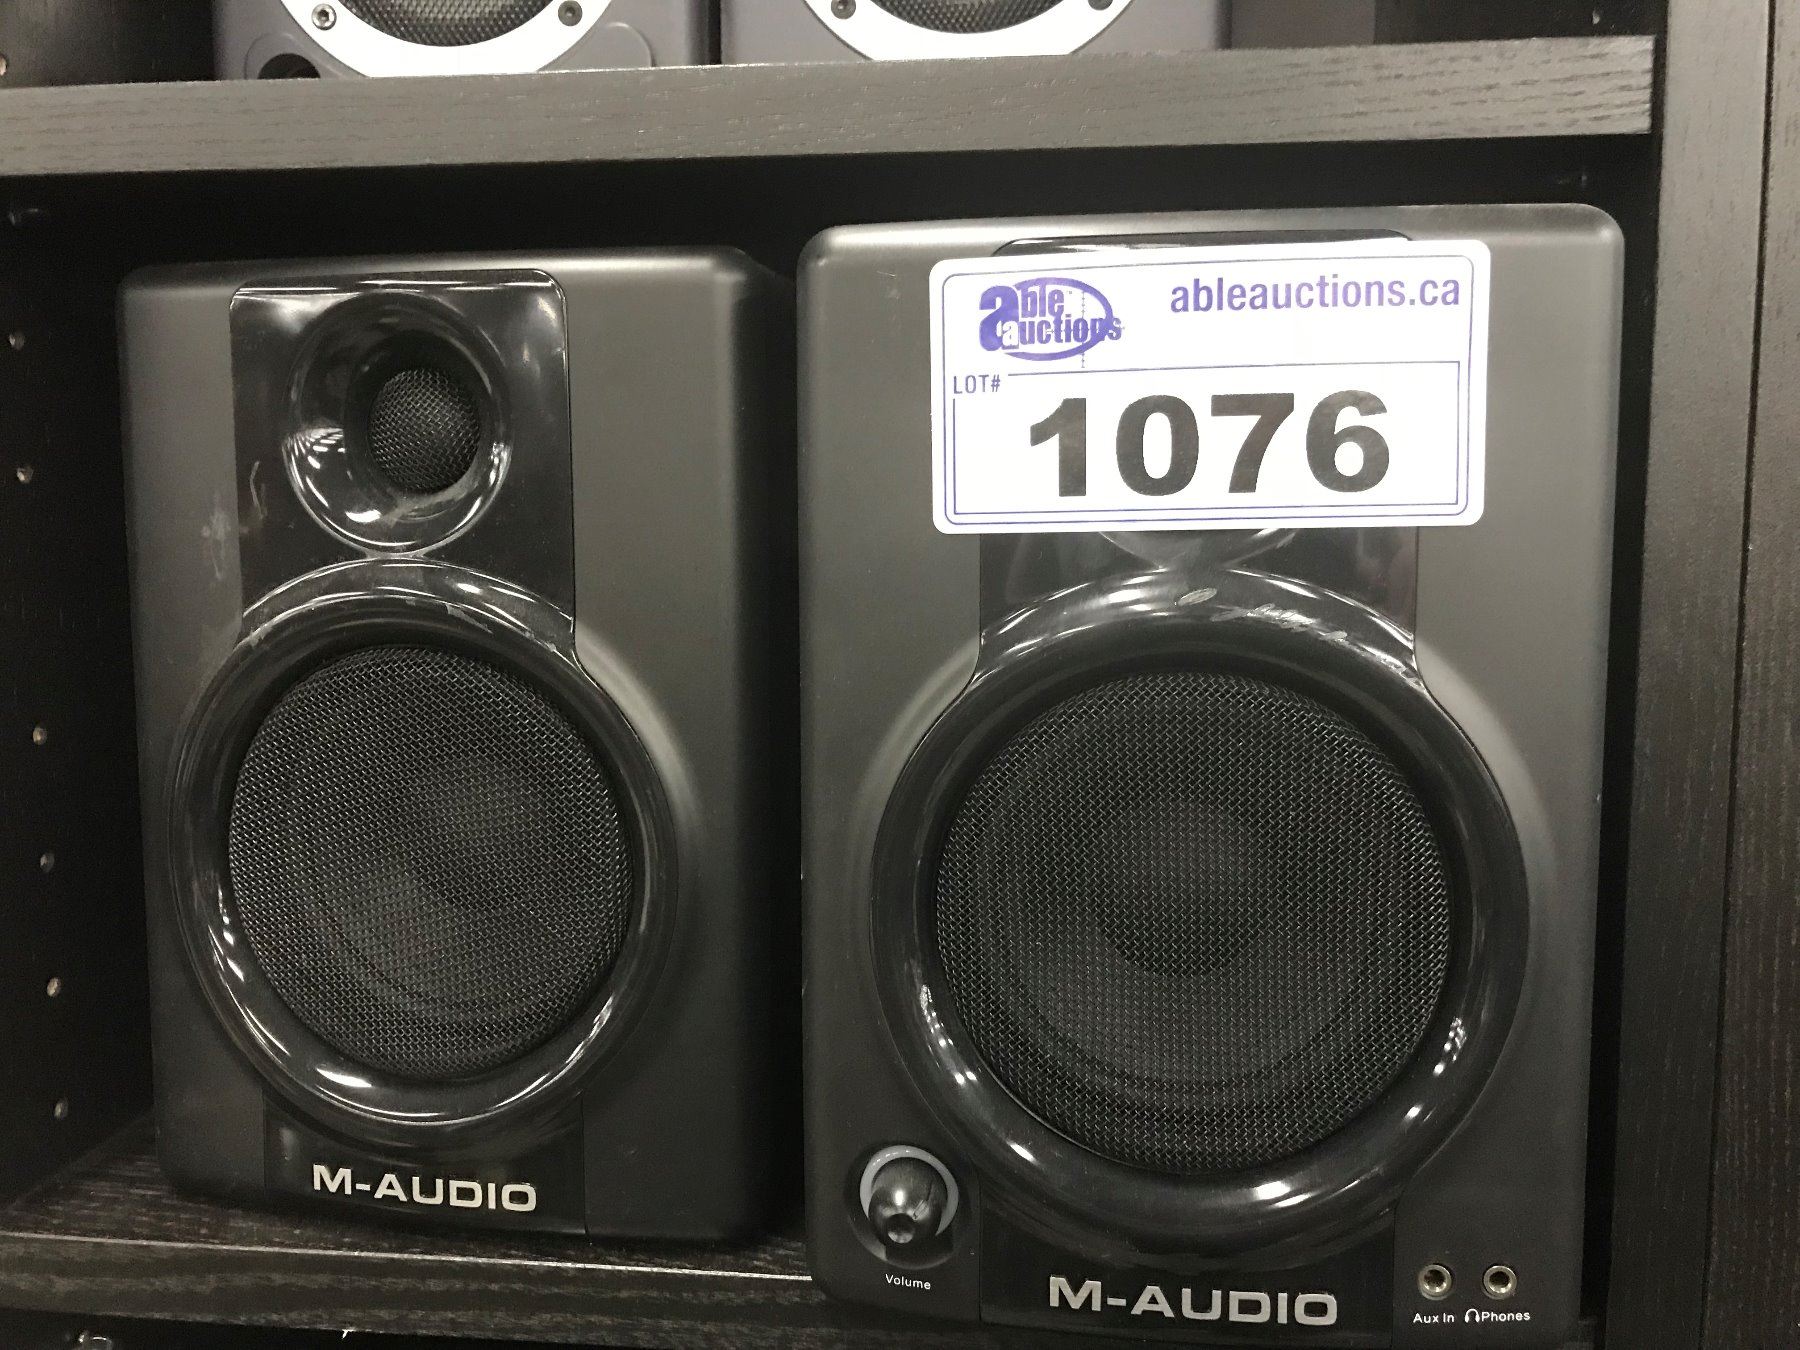 able
auctions
ableauctions.ca
LOT#
1076
M-AUDIO
Volume
M-AUDIO
Aux In Phones